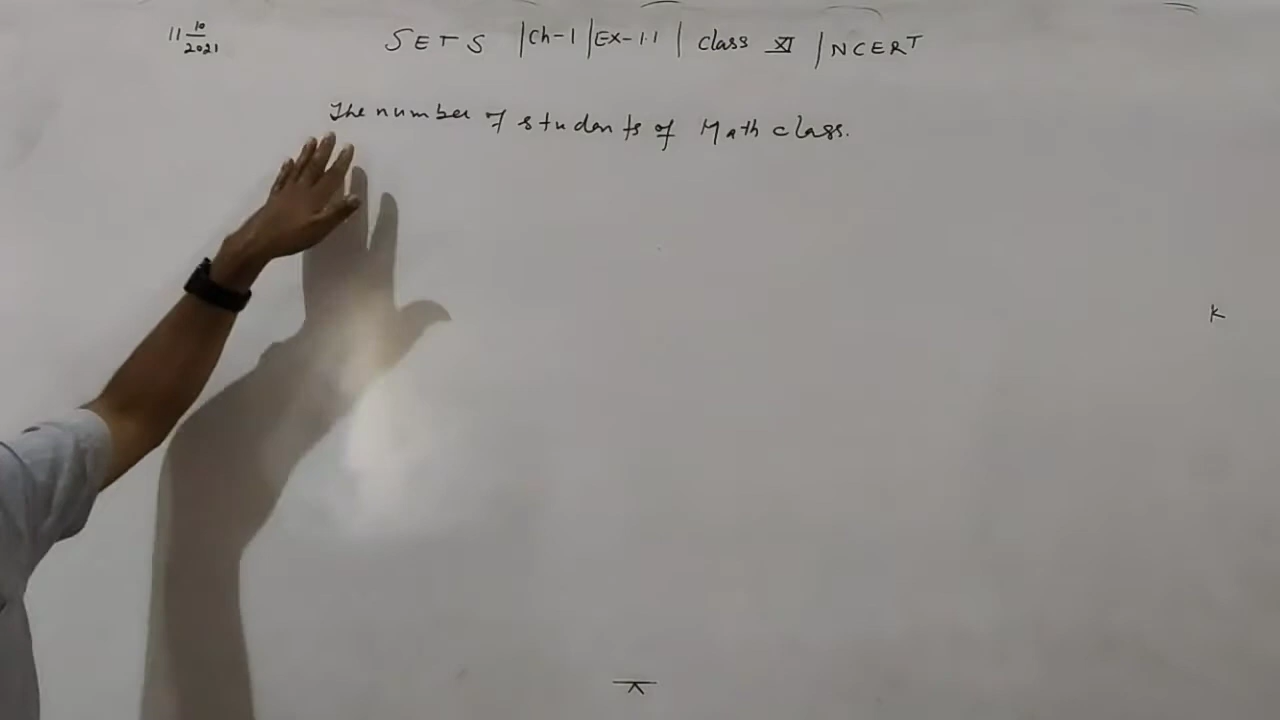 11 10/2021
SETS |Ch-1|Ex-1.1| class XI |NCERT
The number of students of Math class.
K